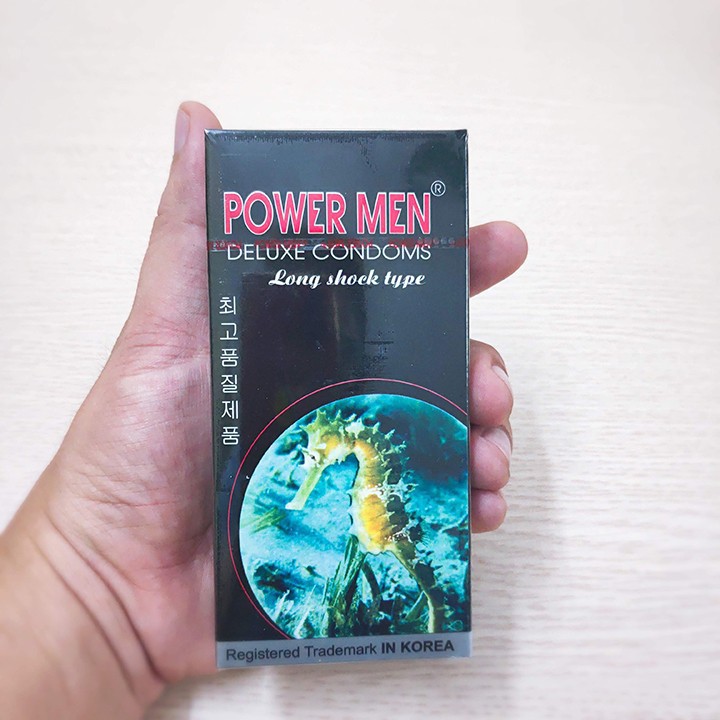 POWER MEN®
DELUXE CONDOMS
Long shock type
최고품질제품
Registered Trademark IN KOREA